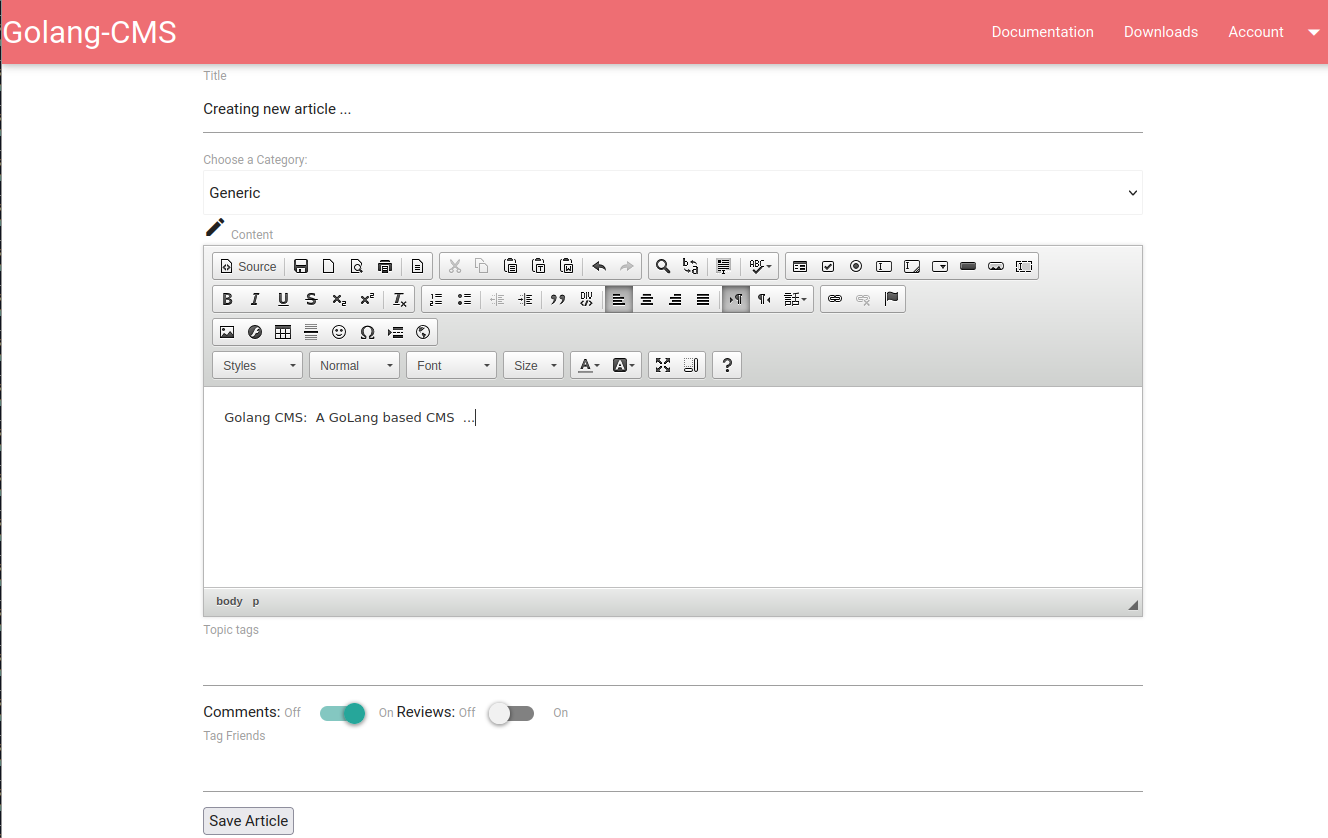 Golang-CMS Documentation Downloads Account
Title
Creating new article ...
Choose a Category:
Generic
Content
Source
Styles Normal Font Size
Golang CMS:  A GoLang based CMS  ...
body p
Topic tags
Comments: Off On Reviews: Off On
Tag Friends
Save Article